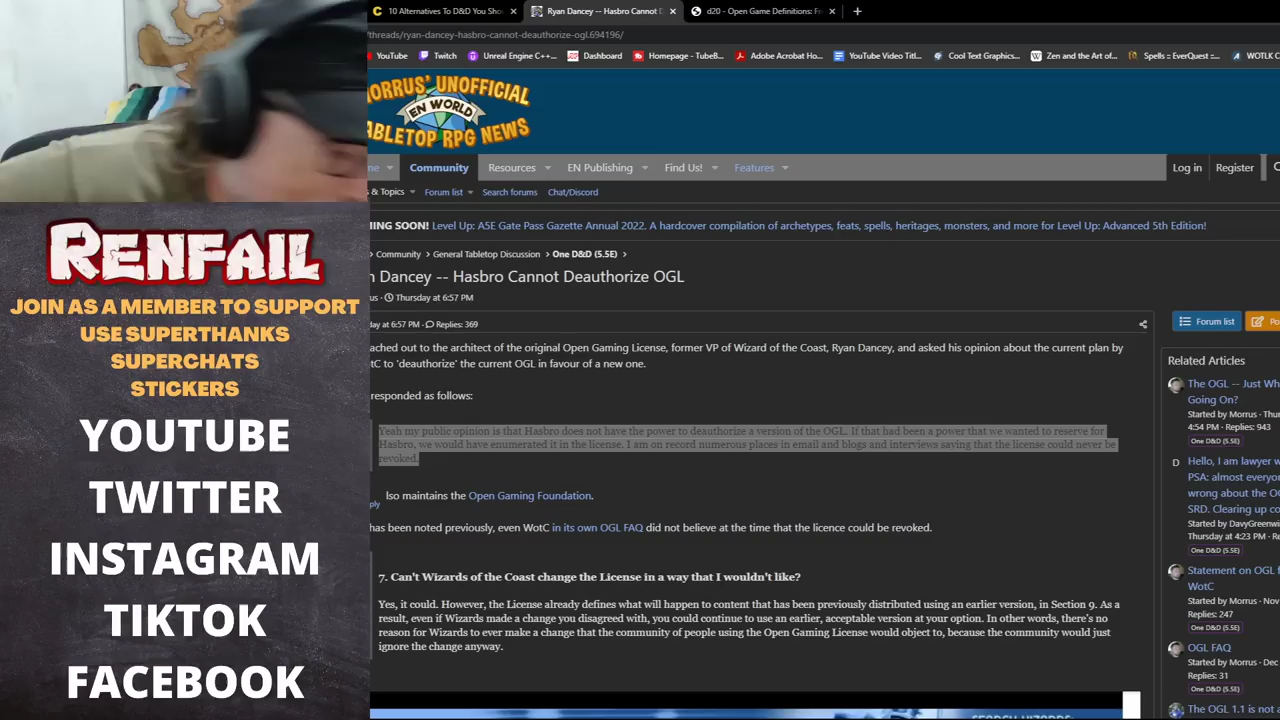 10 Alternatives To D&D You Sho
Ryan Dancey -- Hasbro Cannot D
d20 - Open Game Definitions: Fr
/threads/ryan-dancey-hasbro-cannot-deauthorize-ogl.694196/
YouTube
Twitch
Unreal Engine C++...
Dashboard
Homepage - TubeB...
Adobe Acrobat Ho...
YouTube Video Titl...
Cool Text Graphics...
Zen and the Art of...
Spells :: EverQuest :...
WOTLK C
MORRUS' UNOFFICIAL
EN WORLD
TABLETOP RPG NEWS
me
Community
Resources
EN Publishing
Find Us!
Features
Log in
Register
s & Topics
Forum list
Search forums
Chat/Discord
MING SOON! Level Up: A5E Gate Pass Gazette Annual 2022. A hardcover compilation of archetypes, feats, spells, heritages, monsters, and more for Level Up: Advanced 5th Edition!
Community > General Tabletop Discussion > One D&D (5.5E) >
n Dancey -- Hasbro Cannot Deauthorize OGL
us · Thursday at 6:57 PM
ay at 6:57 PM · Replies: 369
Forum list
Po
ached out to the architect of the original Open Gaming License, former VP of Wizard of the Coast, Ryan Dancey, and asked his opinion about the current plan by
tC to 'deauthorize' the current OGL in favour of a new one.
responded as follows:
Yeah my public opinion is that Hasbro does not have the power to deauthorize a version of the OGL. If that had been a power that we wanted to reserve for
Hasbro, we would have enumerated it in the license. I am on record numerous places in email and blogs and interviews saying that the license could never be
revoked.
lso maintains the Open Gaming Foundation.
ply
has been noted previously, even WotC in its own OGL FAQ did not believe at the time that the licence could be revoked.
7. Can't Wizards of the Coast change the License in a way that I wouldn't like?
Yes, it could. However, the License already defines what will happen to content that has been previously distributed using an earlier version, in Section 9. As a
result, even if Wizards made a change you disagreed with, you could continue to use an earlier, acceptable version at your option. In other words, there's no
reason for Wizards to ever make a change that the community of people using the Open Gaming License would object to, because the community would just
ignore the change anyway.
Related Articles
The OGL -- Just Wh
Going On?
Started by Morrus · Thu
4:54 PM · Replies: 943
One D&D (5.5E)
D
Hello, I am lawyer w
PSA: almost everyo
wrong about the O
SRD. Clearing up co
Started by DavyGreenwi
Thursday at 4:23 PM · Re
One D&D (5.5E)
Statement on OGL f
WotC
Started by Morrus · Nov
Replies: 247
One D&D (5.5E)
OGL FAQ
Started by Morrus · Dec
Replies: 31
One D&D (5.5E)
The OGL 1.1 is not a
RENFAIL
JOIN AS A MEMBER TO SUPPORT
USE SUPERTHANKS
SUPERCHATS
STICKERS
YOUTUBE
TWITTER
INSTAGRAM
TIKTOK
FACEBOOK